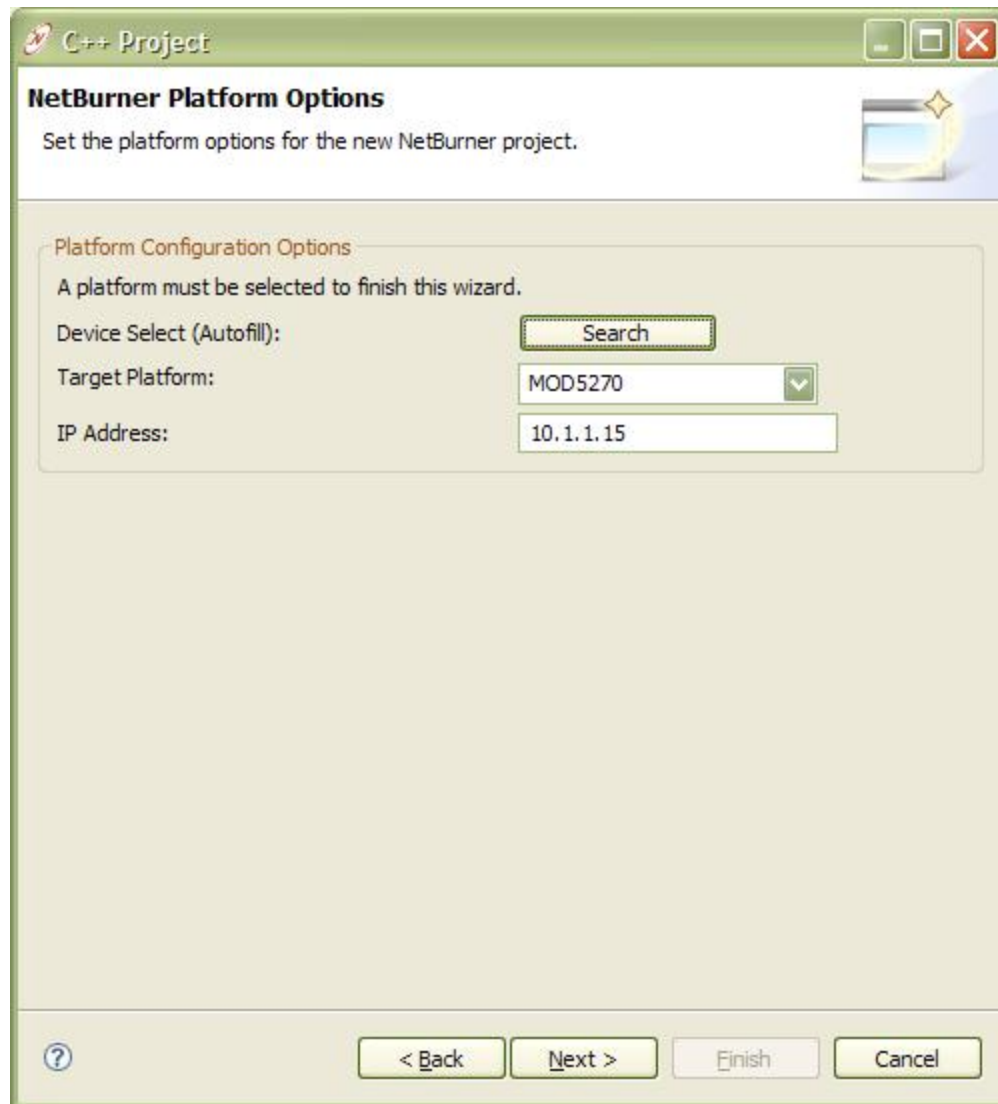 C++ Project
NetBurner Platform Options
Set the platform options for the new NetBurner project.
Platform Configuration Options
A platform must be selected to finish this wizard.
Device Select (Autofill): Search
Target Platform: MOD5270
IP Address: 10.1.1.15
? < Back Next > Finish Cancel